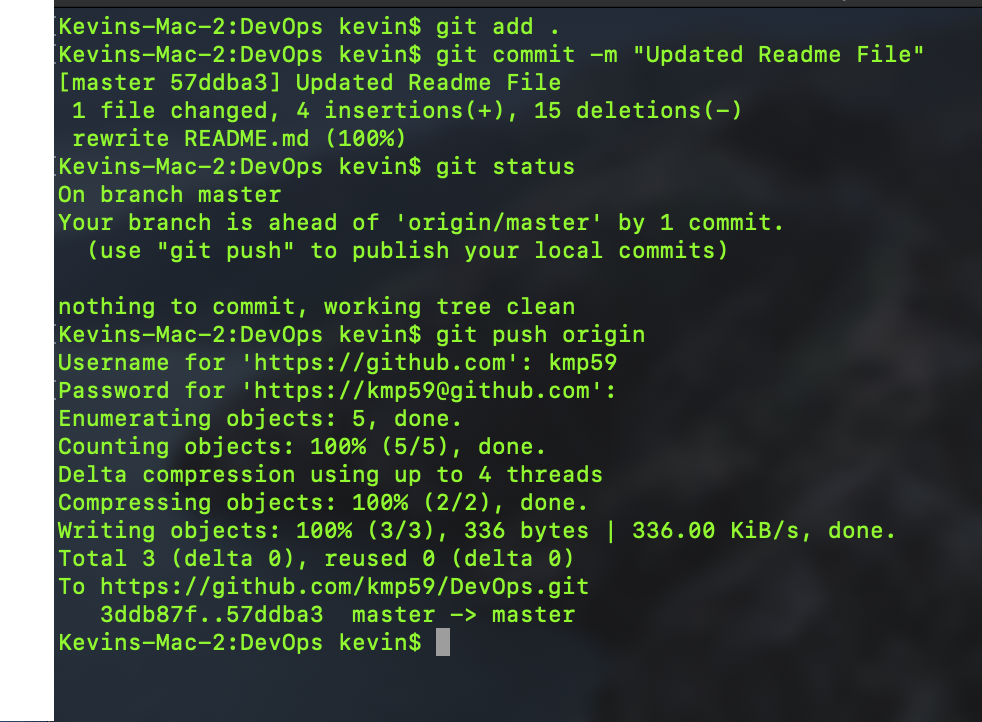 Kevins-Mac-2:DevOps kevin$ git add .
Kevins-Mac-2:DevOps kevin$ git commit -m "Updated Readme File"
[master 57ddba3] Updated Readme File
 1 file changed, 4 insertions(+), 15 deletions(-)
 rewrite README.md (100%)
Kevins-Mac-2:DevOps kevin$ git status
On branch master
Your branch is ahead of 'origin/master' by 1 commit.
  (use "git push" to publish your local commits)

nothing to commit, working tree clean
Kevins-Mac-2:DevOps kevin$ git push origin
Username for 'https://github.com': kmp59
Password for 'https://kmp59@github.com':
Enumerating objects: 5, done.
Counting objects: 100% (5/5), done.
Delta compression using up to 4 threads
Compressing objects: 100% (2/2), done.
Writing objects: 100% (3/3), 336 bytes | 336.00 KiB/s, done.
Total 3 (delta 0), reused 0 (delta 0)
To https://github.com/kmp59/DevOps.git
   3ddb87f..57ddba3  master -> master
Kevins-Mac-2:DevOps kevin$